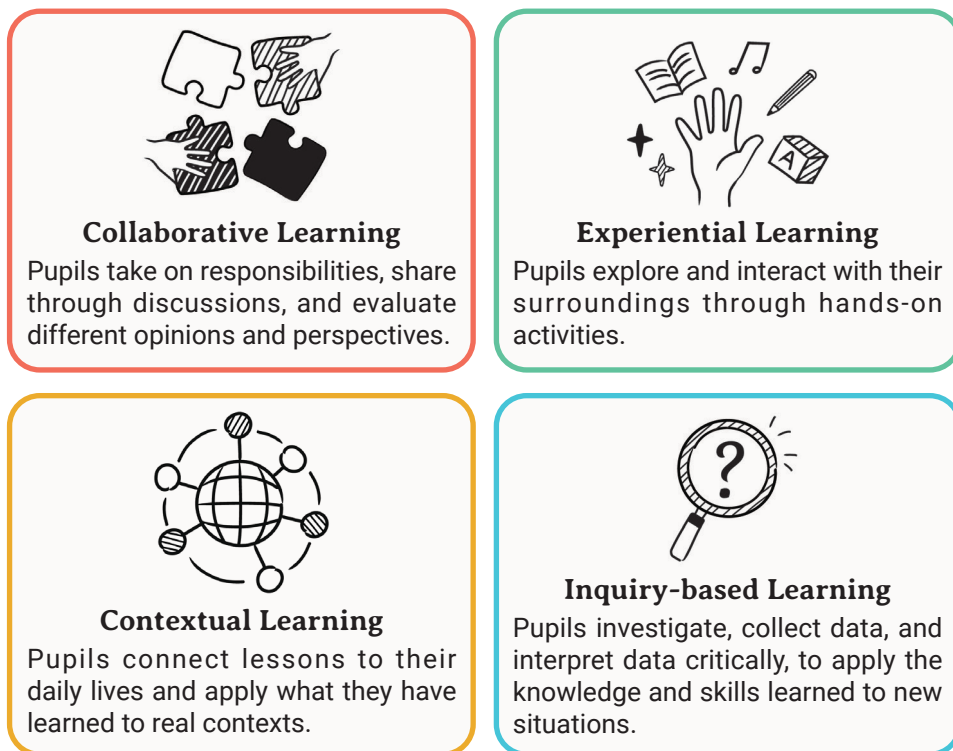 Collaborative Learning
Pupils take on responsibilities, share
through discussions, and evaluate
different opinions and perspectives.
A
Experiential Learning
Pupils explore and interact with their
surroundings through hands-on
activities.
Contextual Learning
Pupils connect lessons to their
daily lives and apply what they have
learned to real contexts.
?
Inquiry-based Learning
Pupils investigate, collect data, and
interpret data critically, to apply the
knowledge and skills learned to new
situations.